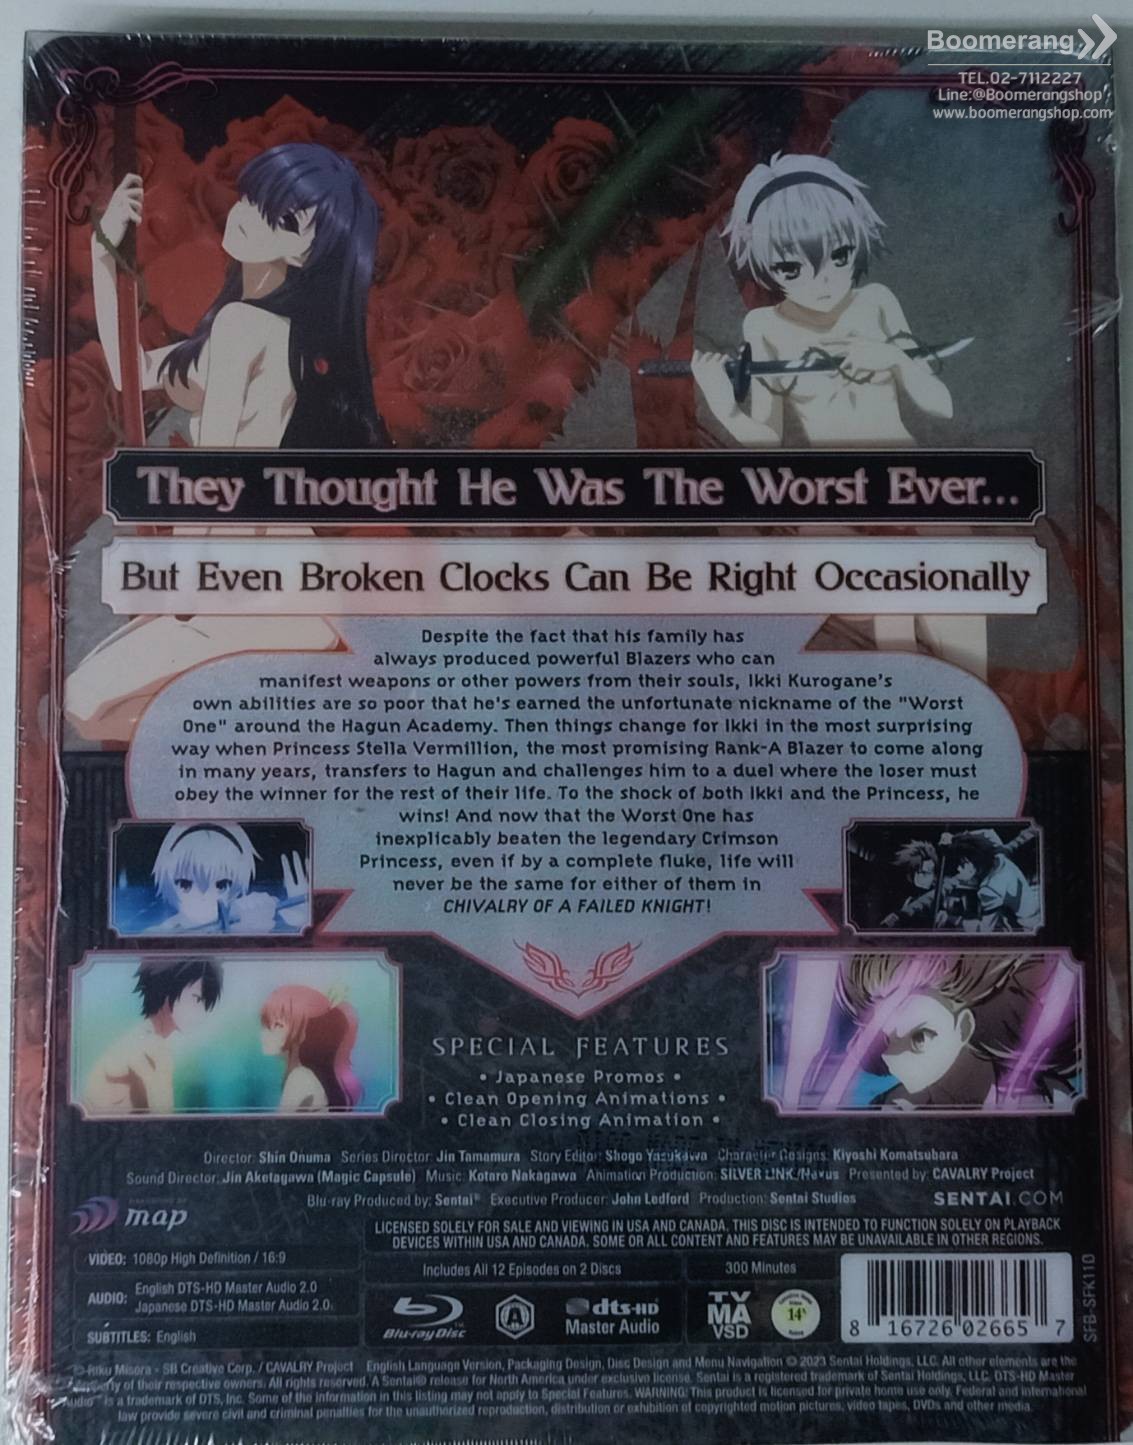 Boomerang
TEL.02-7112227
Line:@Boomerangshop
www.boomerangshop.com
They Thought He Was The Worst Ever...
But Even Broken Clocks Can Be Right Occasionally
Despite the fact that his family has
always produced powerful Blazers who can
manifest weapons or other powers from their souls, Ikki Kurogane's
own abilities are so poor that he's earned the unfortunate nickname of the "Worst
One" around the Hagun Academy. Then things change for Ikki in the most surprising
way when Princess Stella Vermillion, the most promising Rank-A Blazer to come along
in many years, transfers to Hagun and challenges him to a duel where the loser must
obey the winner for the rest of their life. To the shock of both Ikki and the Princess, he
wins! And now that the Worst One has
inexplicably beaten the legendary Crimson
Princess, even if by a complete fluke, life will
never be the same for either of them in
CHIVALRY OF A FAILED KNIGHT!
SPECIAL FEATURES
• Japanese Promos •
• Clean Opening Animations •
• Clean Closing Animation •
Director: Shin Onuma Series Director: Jin Tamamura Story Editor: Shogo Yasukawa Character Designs: Kiyoshi Komatsubara
Sound Director: Jin Aketagawa (Magic Capsule) Music: Kotaro Nakagawa Animation Production: SILVER LINK./Nexus Presented by: CAVALRY Project
Blu-ray Produced by: Sentai® Executive Producer: John Ledford Production: Sentai Studios
SENTAI.COM
map
LICENSED SOLELY FOR SALE AND VIEWING IN USA AND CANADA. THIS DISC IS INTENDED TO FUNCTION SOLELY ON PLAYBACK
DEVICES WITHIN USA AND CANADA. SOME OR ALL CONTENT AND FEATURES MAY BE UNAVAILABLE IN OTHER REGIONS.
VIDEO: 1080p High Definition / 16:9
AUDIO: English DTS-HD Master Audio 2.0
Japanese DTS-HD Master Audio 2.0
SUBTITLES: English
Includes All 12 Episodes on 2 Discs
300 Minutes
Blu-ray Disc
A
dts-HD
Master Audio
TV
MA
VSD
14+
8 16726 02665 7
SFB-SFK110
© Riku Misora - SB Creative Corp. / CAVALRY Project English Language Version, Packaging Design, Disc Design and Menu Navigation © 2023 Sentai Holdings, LLC. All other elements are the
property of their respective owners. All rights reserved. A Sentai® release for North America under exclusive license. Sentai is a registered trademark of Sentai Holdings, LLC. DTS-HD Master
Audio™ is a trademark of DTS, Inc. Some of the information in this listing may not apply to Special Features. WARNING: This product is licensed for private home use only. Federal and international
law provide severe civil and criminal penalties for the unauthorized reproduction, distribution or exhibition of copyrighted motion pictures, video tapes, DVDs and other media.